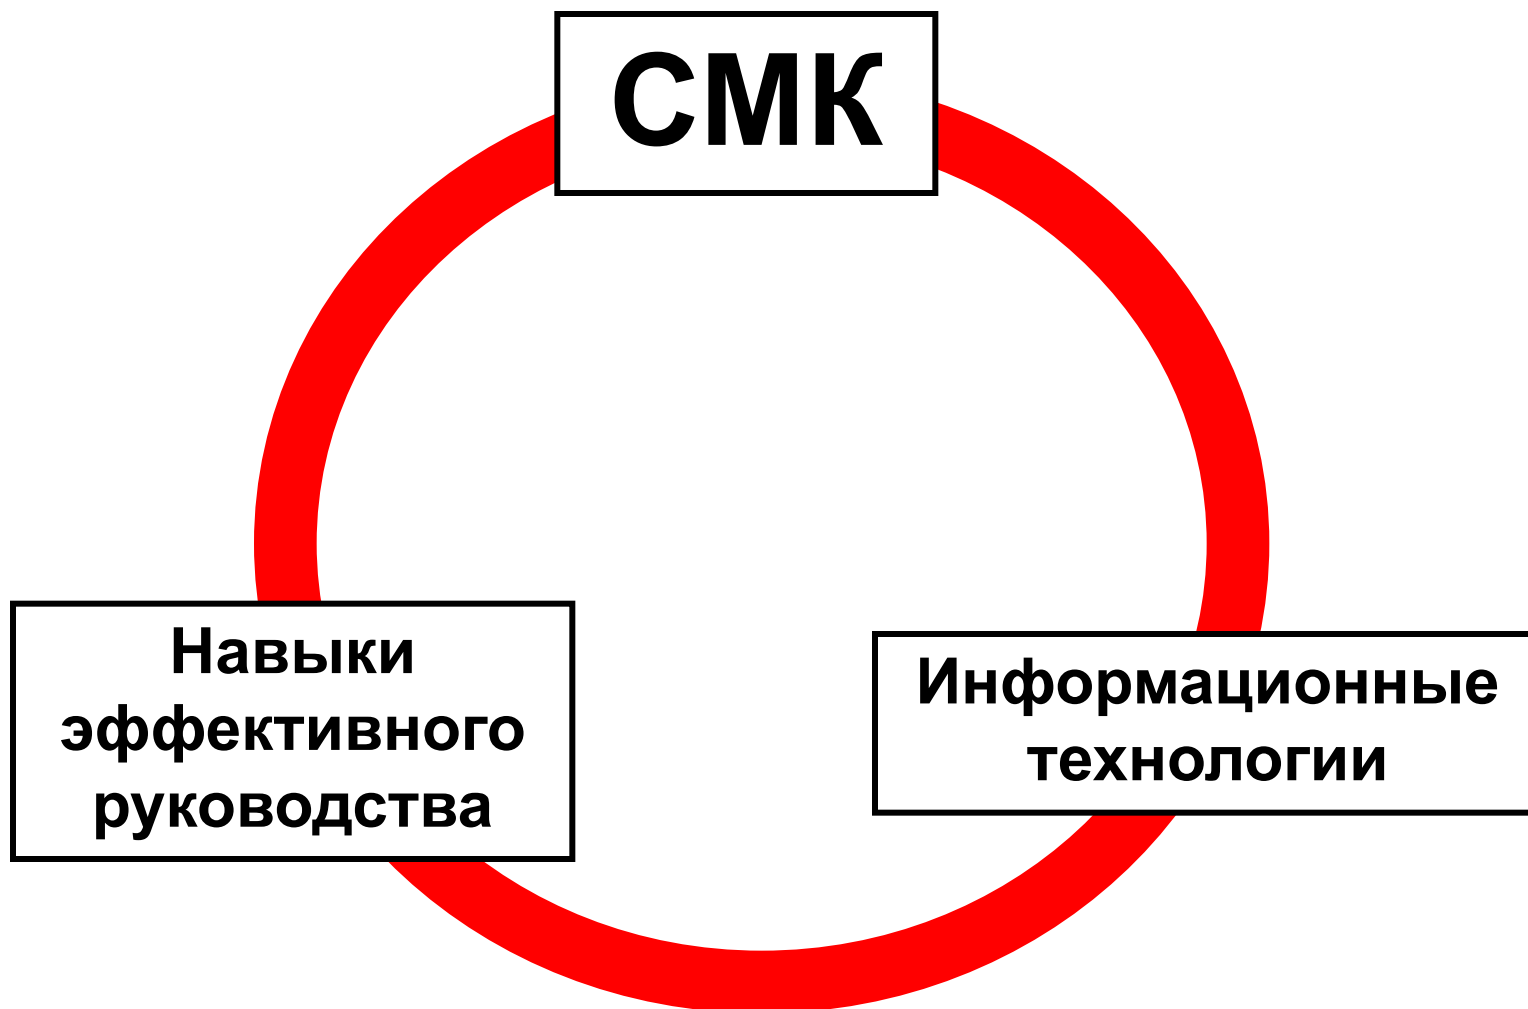 СМК
Навыки
эффективного
руководства
Информационные
технологии